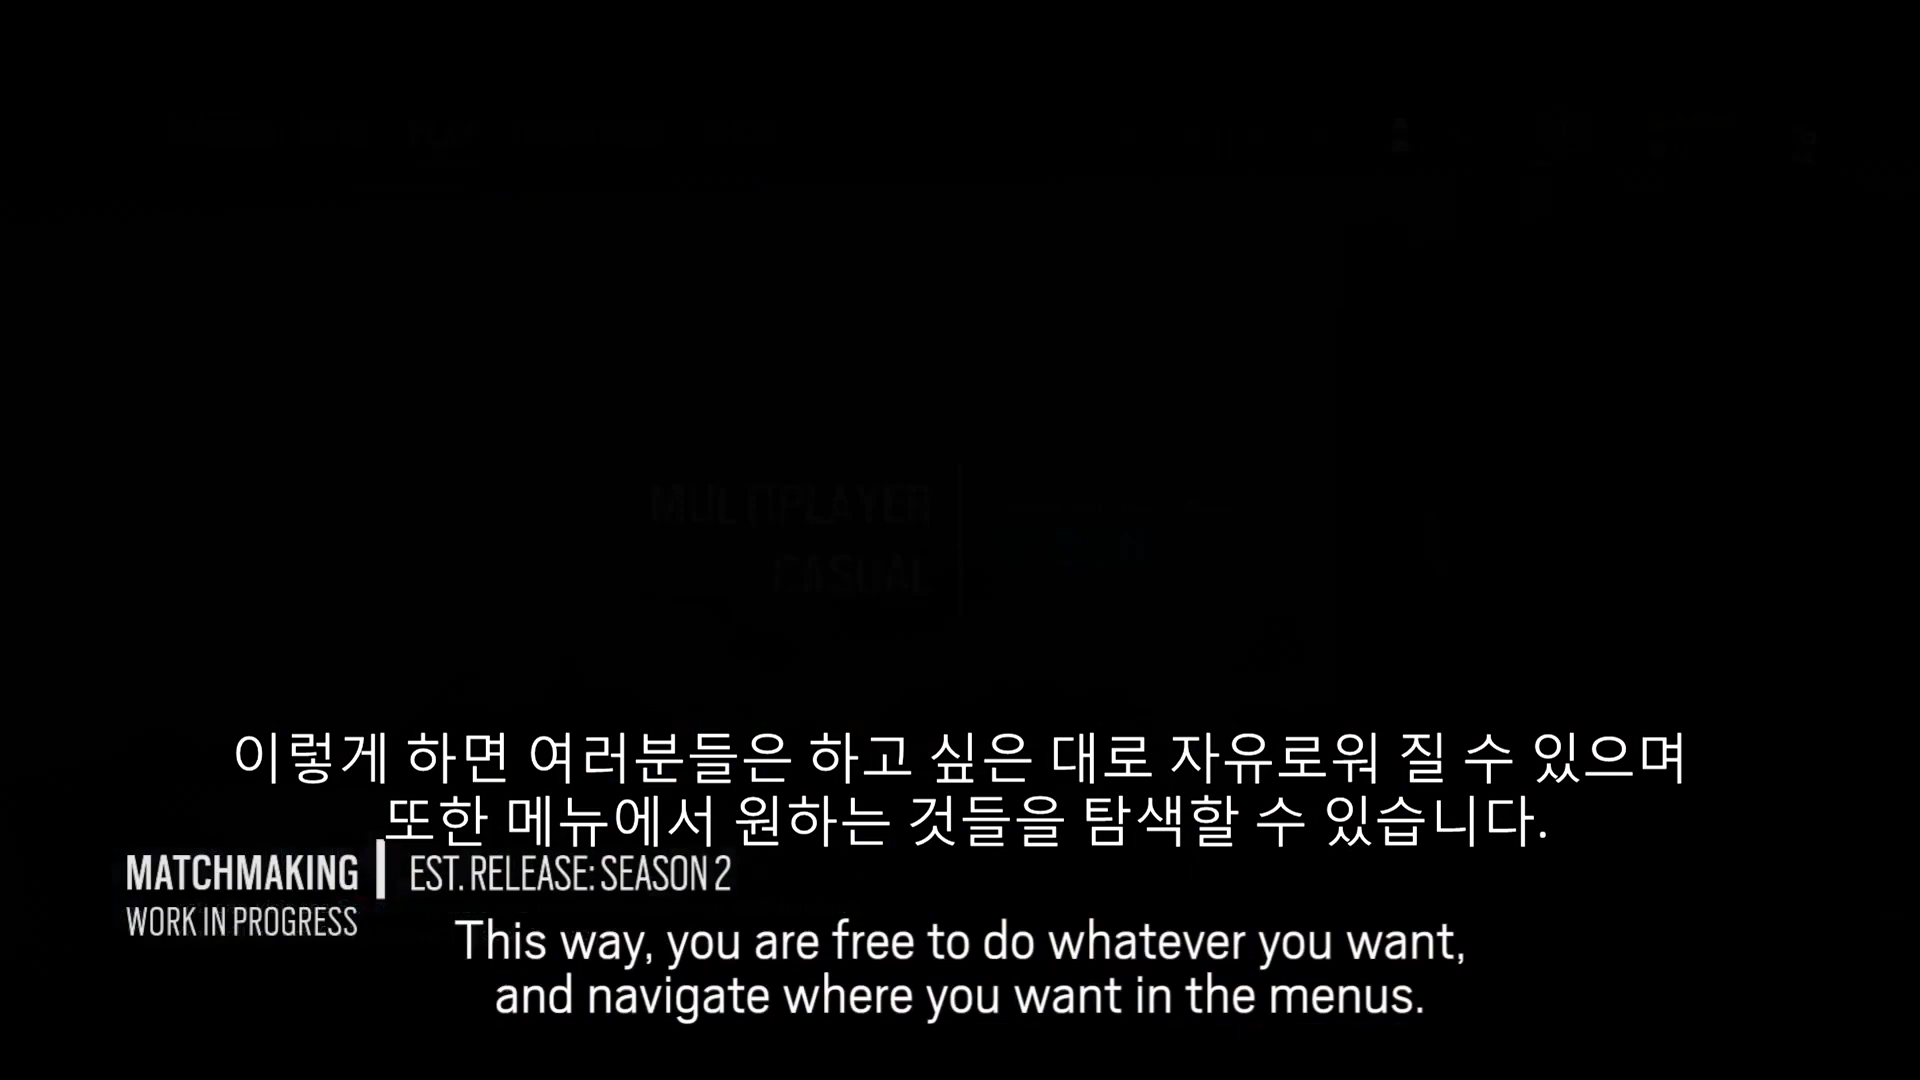 MULTIPLAYER
CASUAL
이렇게 하면 여러분들은 하고 싶은 대로 자유로워 질 수 있으며
또한 메뉴에서 원하는 것들을 탐색할 수 있습니다.
MATCHMAKING | EST. RELEASE: SEASON 2
WORK IN PROGRESS
This way, you are free to do whatever you want,
and navigate where you want in the menus.